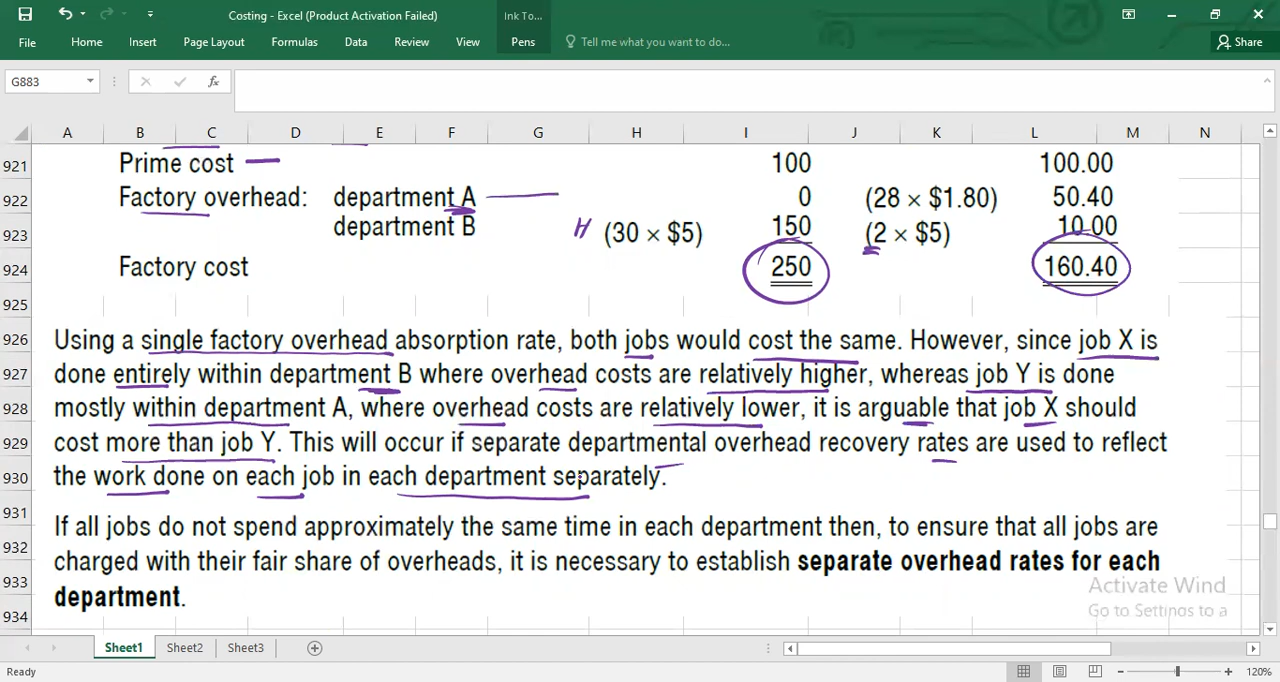 Costing - Excel (Product Activation Failed)
Ink To...
File Home Insert Page Layout Formulas Data Review View Pens Tell me what you want to do... Share
G883 fx
A B C D E F G H I J K L M N
921 Prime cost 100 100.00
922 Factory overhead: department A 0 (28 × $1.80) 50.40
923 department B H (30 × $5) 150 (2 × $5) 10.00
924 Factory cost 250 160.40
925
926 Using a single factory overhead absorption rate, both jobs would cost the same. However, since job X is
927 done entirely within department B where overhead costs are relatively higher, whereas job Y is done
928 mostly within department A, where overhead costs are relatively lower, it is arguable that job X should
929 cost more than job Y. This will occur if separate departmental overhead recovery rates are used to reflect
930 the work done on each job in each department separately.
931
932 If all jobs do not spend approximately the same time in each department then, to ensure that all jobs are
933 charged with their fair share of overheads, it is necessary to establish separate overhead rates for each
934 department.
Activate Wind
Go to Settings to a
Sheet1 Sheet2 Sheet3
Ready 120%